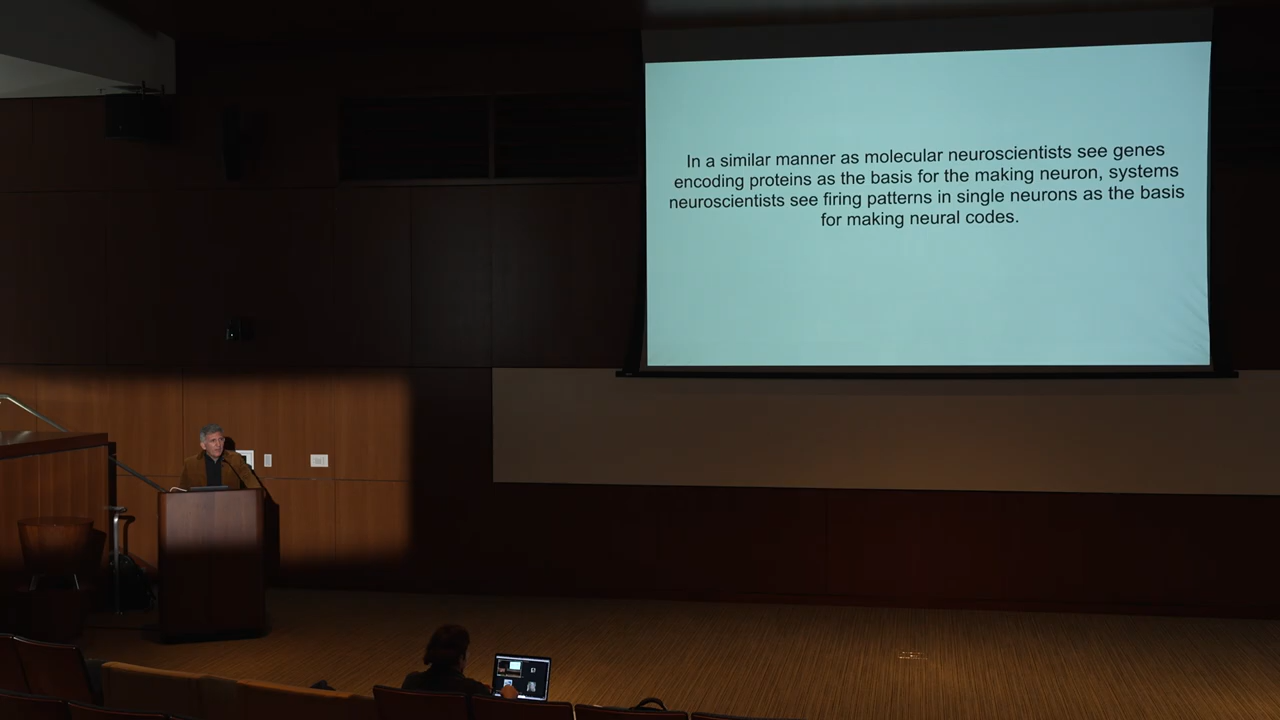 In a similar manner as molecular neuroscientists see genes
encoding proteins as the basis for the making neuron, systems
neuroscientists see firing patterns in single neurons as the basis
for making neural codes.